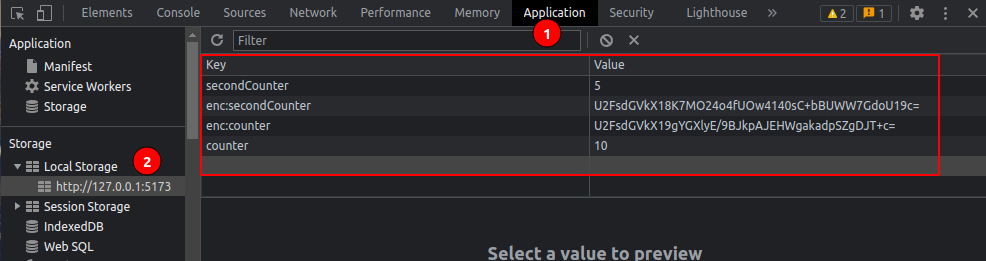 Elements Console Sources Network Performance Memory Application Security Lighthouse » 2 1
1
Application
Filter
Manifest
Service Workers
Storage
Key Value
secondCounter 5
enc:secondCounter U2FsdGVkX18K7MO24o4fUOw4140sC+bBUWW7GdoU19c=
enc:counter U2FsdGVkX19gYGXlyE/9BJkpAJEHWgakadpSZgDJT+c=
counter 10
Storage
2
Local Storage
http://127.0.0.1:5173
Session Storage
IndexedDB
Web SQL
Select a value to preview